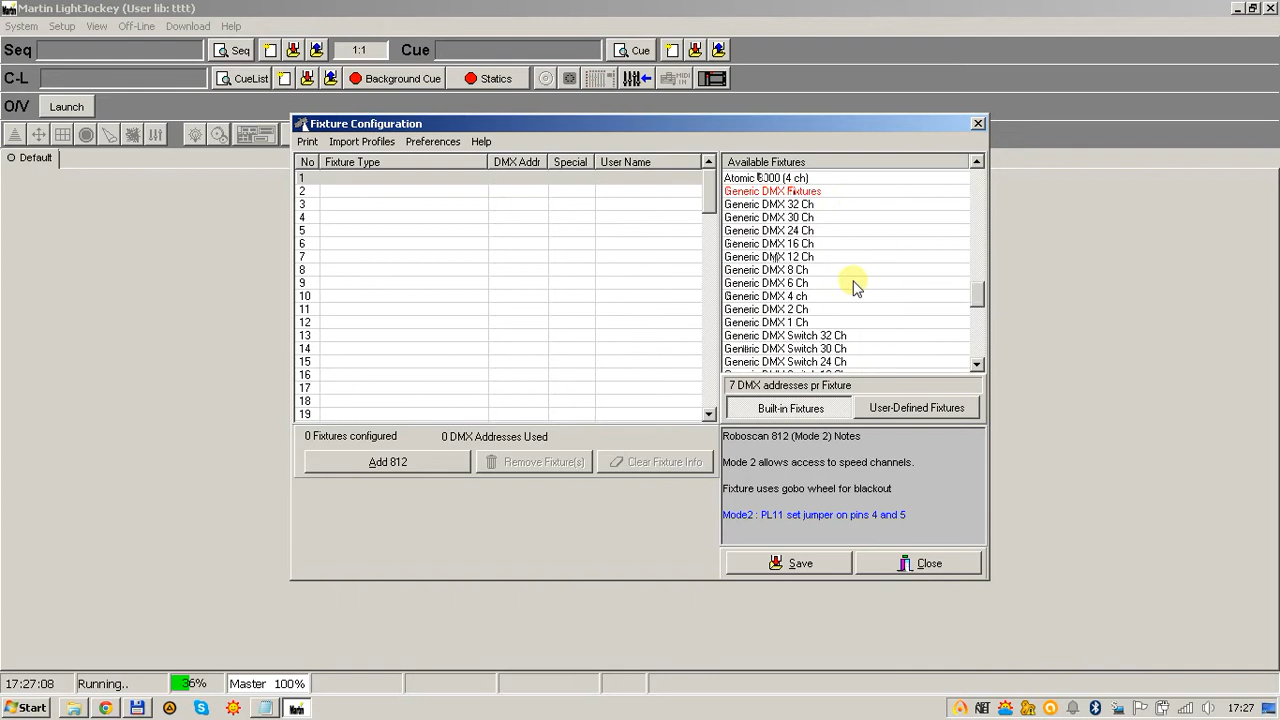 Martin LightJockey (User lib: tttt)
System Setup View Off-Line Download Help
Seq Seq 1:1 Cue Cue
C-L CueList Background Cue Statics
O/V Launch
Default
Fixture Configuration
Print Import Profiles Preferences Help
No Fixture Type DMX Addr Special User Name
1
2
3
4
5
6
7
8
9
10
11
12
13
14
15
16
17
18
19
Available Fixtures
Atomic 3000 (4 ch)
Generic DMX Fixtures
Generic DMX 32 Ch
Generic DMX 30 Ch
Generic DMX 24 Ch
Generic DMX 16 Ch
Generic DMX 12 Ch
Generic DMX 8 Ch
Generic DMX 6 Ch
Generic DMX 4 ch
Generic DMX 2 Ch
Generic DMX 1 Ch
Generic DMX Switch 32 Ch
Generic DMX Switch 30 Ch
Generic DMX Switch 24 Ch
7 DMX addresses pr Fixture
Built-in Fixtures User-Defined Fixtures
0 Fixtures configured 0 DMX Addresses Used
Add 812 Remove Fixture(s) Clear Fixture Info
Roboscan 812 (Mode 2) Notes
Mode 2 allows access to speed channels.
Fixture uses gobo wheel for blackout
Mode2 : PL11 set jumper on pins 4 and 5
Save Close
17:27:08 Running.. 36% Master 100%
Start 17:27